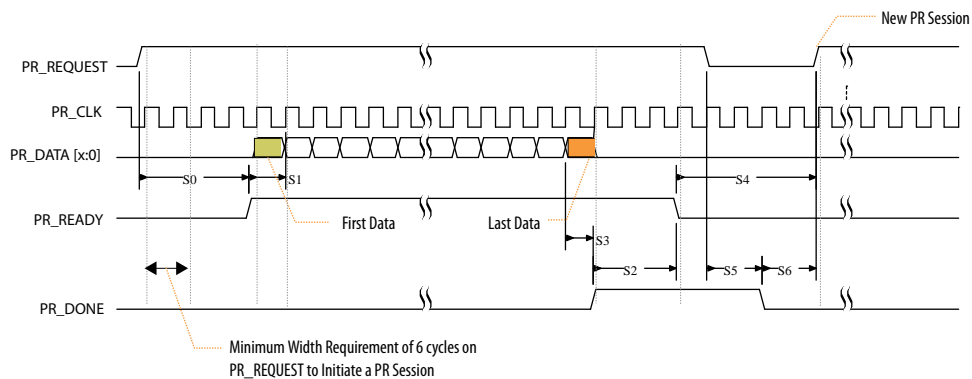 New PR Session
PR_REQUEST
PR_CLK
PR_DATA [x:0]
S0
S1
S4
PR_READY
First Data
Last Data
S3
S2
S5
S6
PR_DONE
Minimum Width Requirement of 6 cycles on
PR_REQUEST to Initiate a PR Session